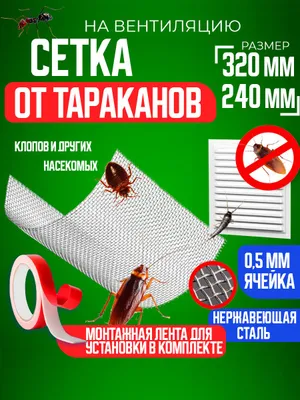 НА ВЕНТИЛЯЦИЮ
СЕТКА
ОТ ТАРАКАНОВ
РАЗМЕР
320 ММ
240 ММ
КЛОПОВ И ДРУГИХ
НАСЕКОМЫХ
0,5 ММ
ЯЧЕЙКА
НЕРЖАВЕЮЩАЯ
СТАЛЬ
МОНТАЖНАЯ ЛЕНТА ДЛЯ
УСТАНОВКИ В КОМПЛЕКТЕ